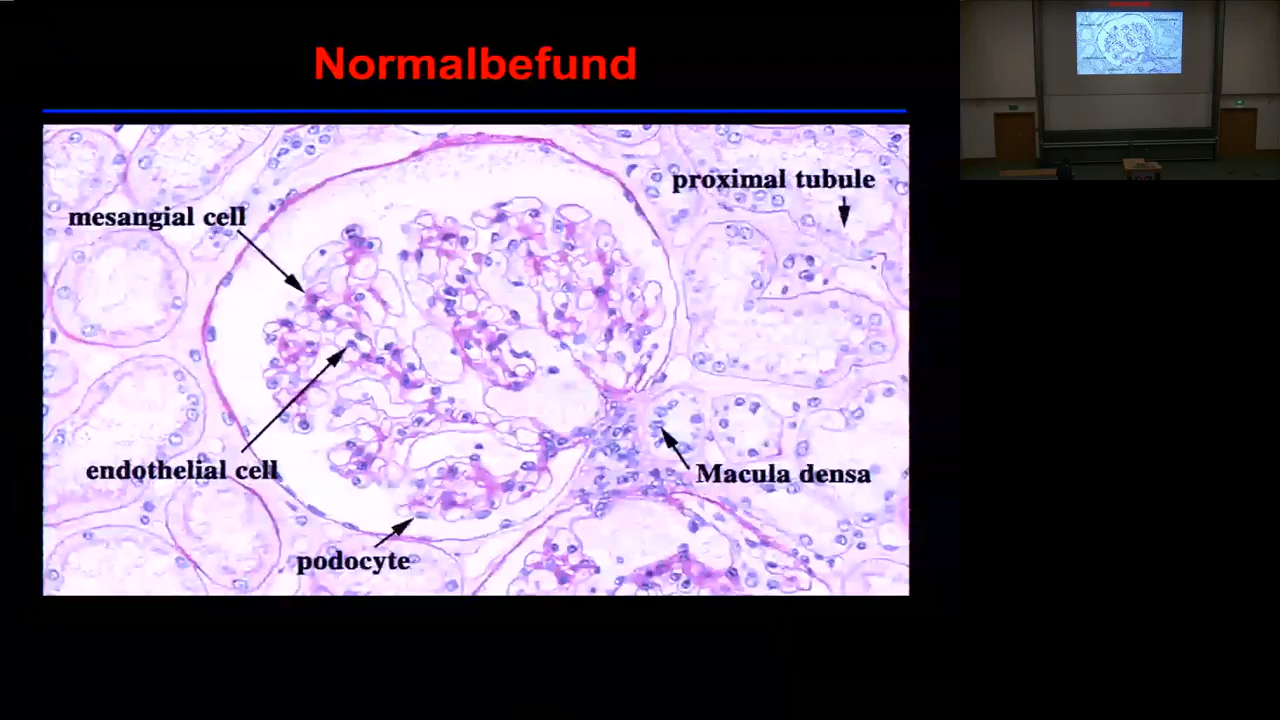 Normalbefund
proximal tubule
mesangial cell
endothelial cell
Macula densa
podocyte